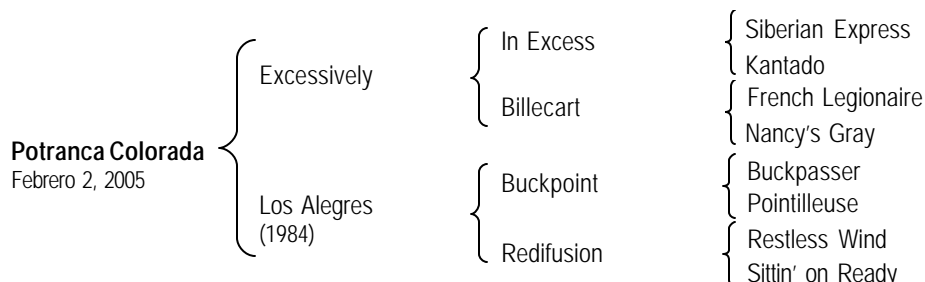 Siberian Express
In Excess
Kantado
Excessively
French Legionaire
Billecart
Nancy's Gray
Potranca Colorada
Febrero 2, 2005
Buckpasser
Buckpoint
Pointilleuse
Los Alegres
(1984)
Restless Wind
Redifusion
Sittin' on Ready